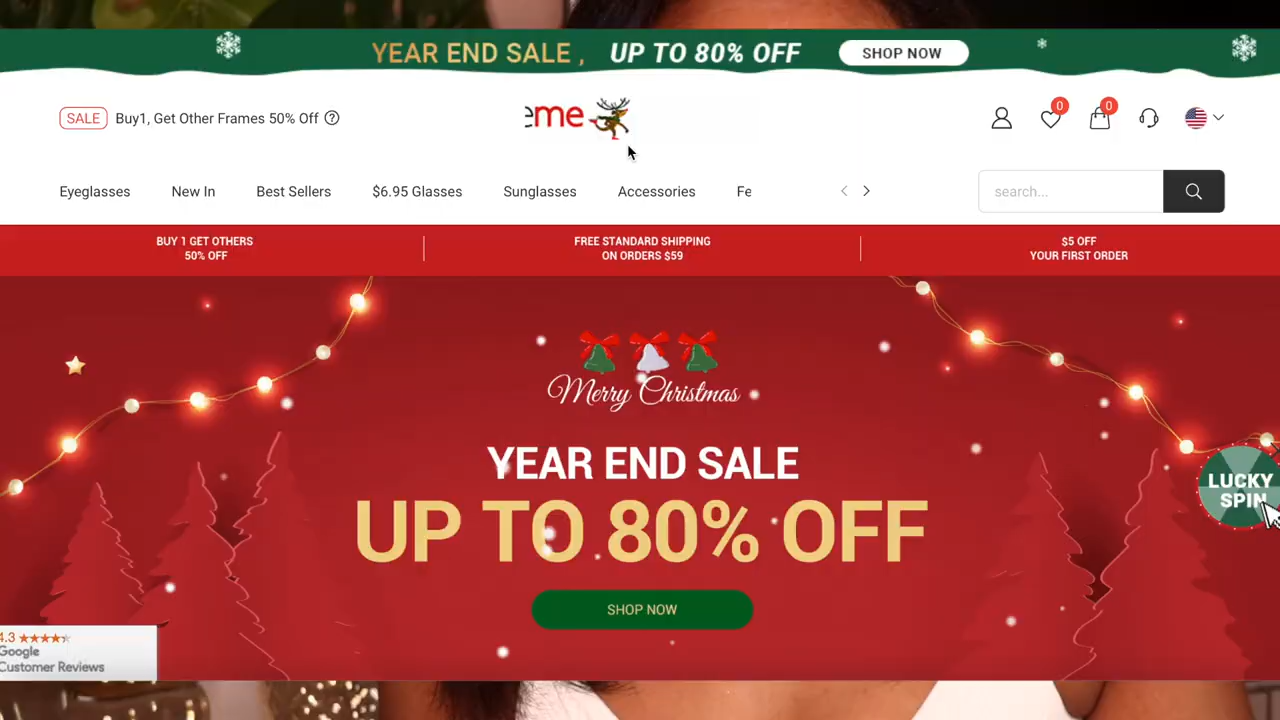 YEAR END SALE , UP TO 80% OFF SHOP NOW
SALE Buy1, Get Other Frames 50% Off ?
eme
0 0
Eyeglasses New In Best Sellers $6.95 Glasses Sunglasses Accessories Fe
search...
BUY 1 GET OTHERS
50% OFF
FREE STANDARD SHIPPING
ON ORDERS $59
$5 OFF
YOUR FIRST ORDER
Merry Christmas
YEAR END SALE
UP TO 80% OFF
SHOP NOW
LUCKY
SPIN
4.3
Google
Customer Reviews